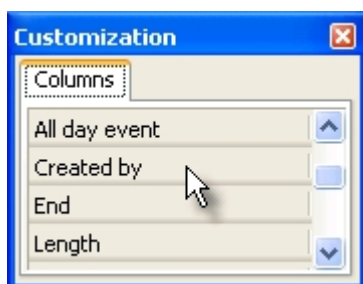 Customization
Columns
All day event
Created by
End
Length